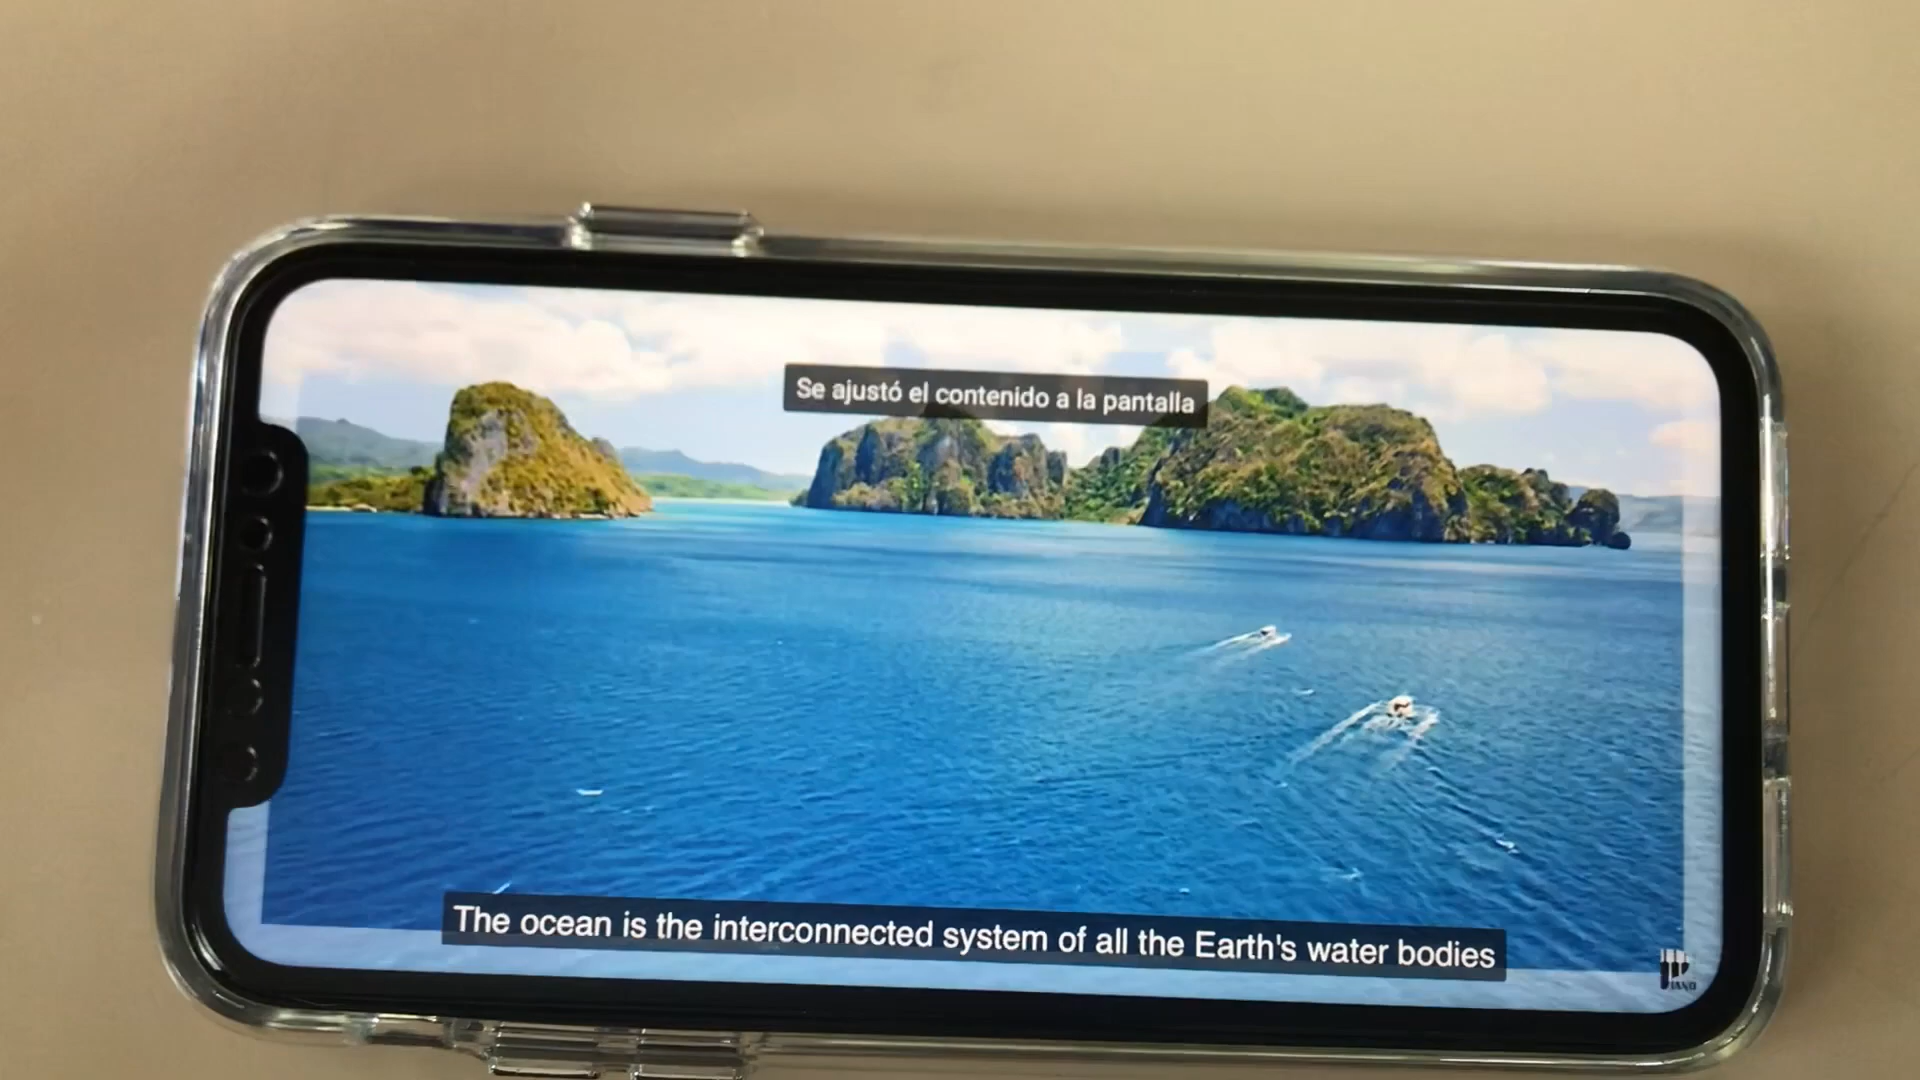 Se ajustó el contenido a la pantalla
The ocean is the interconnected system of all the Earth's water bodies